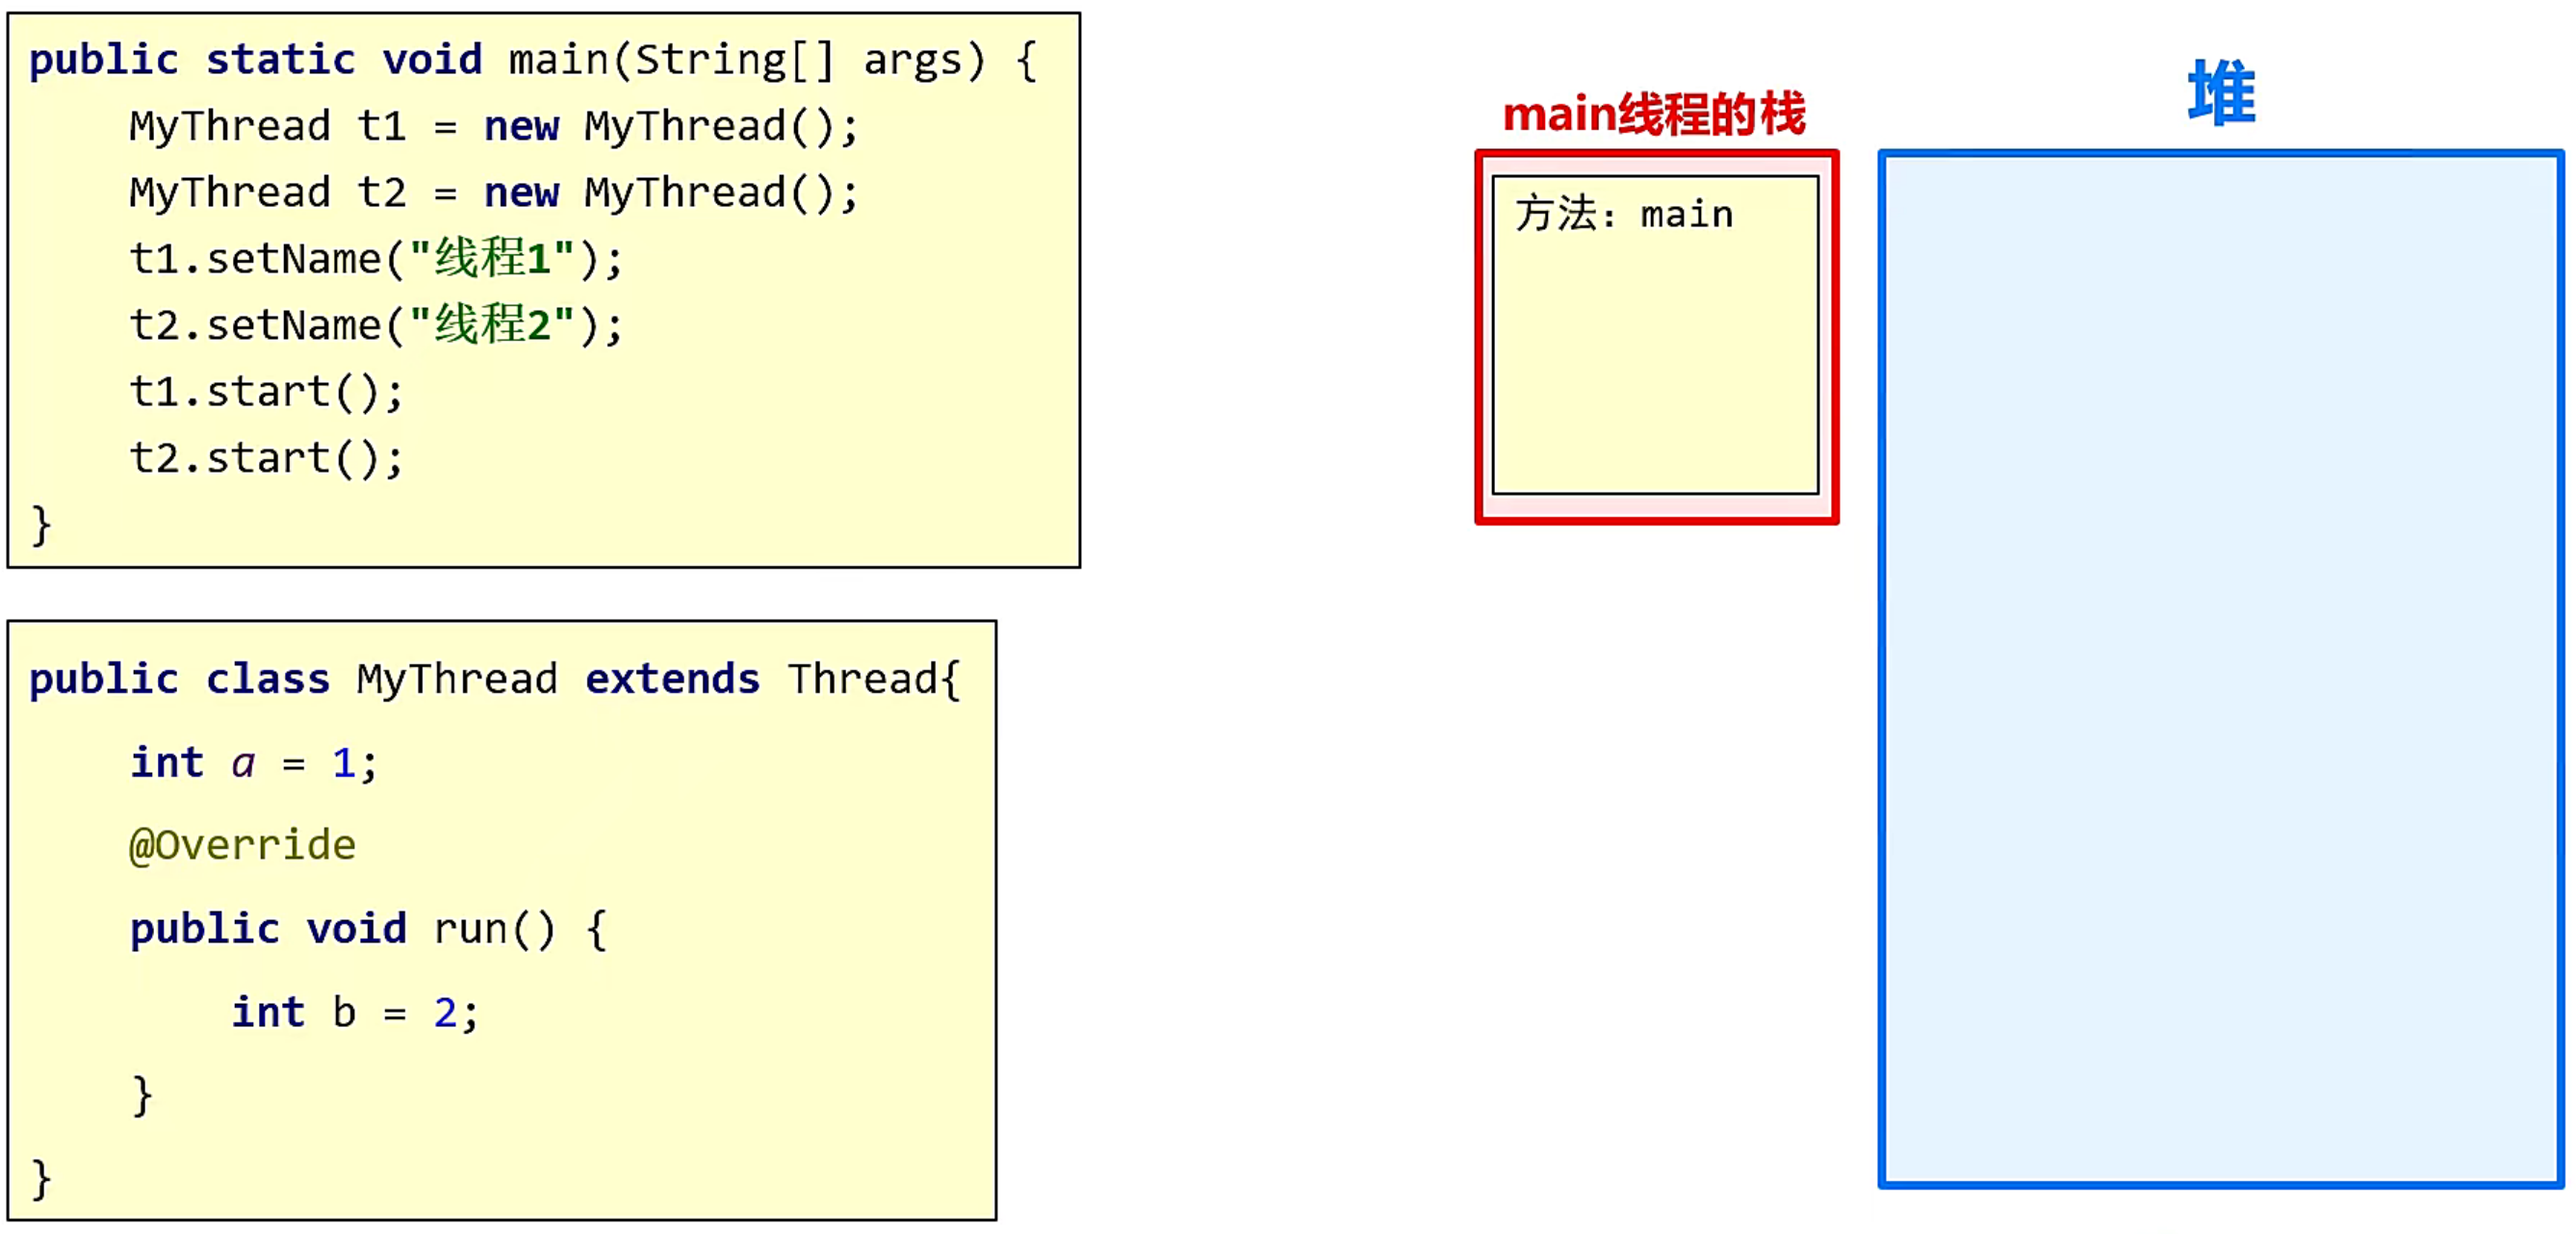 public static void main(String[] args) {
    MyThread t1 = new MyThread();
    MyThread t2 = new MyThread();
    t1.setName("线程1");
    t2.setName("线程2");
    t1.start();
    t2.start();
}
public class MyThread extends Thread{
    int a = 1;
    @Override
    public void run() {
        int b = 2;
    }
}
main线程的栈
方法：main
堆